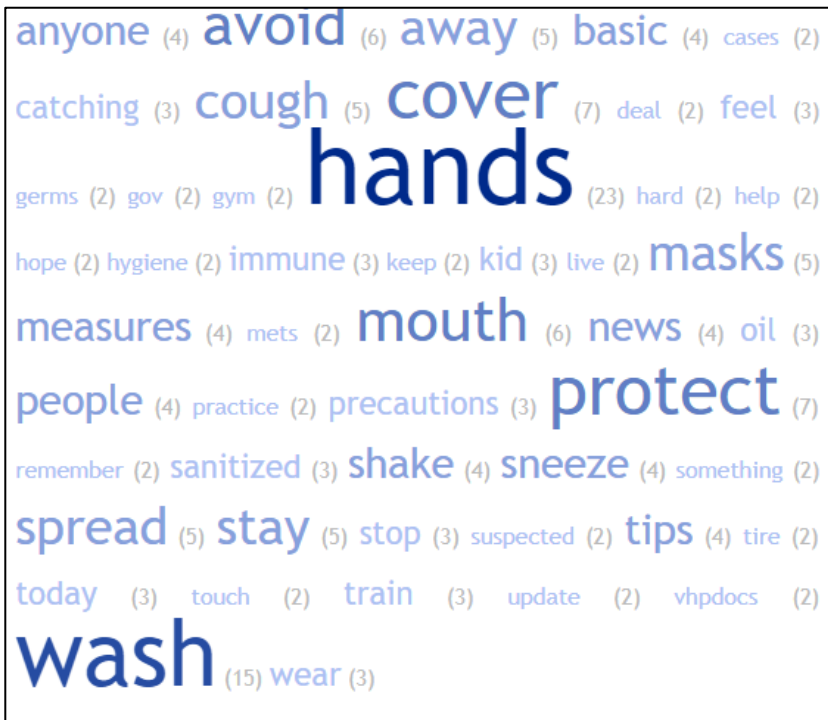 anyone (4) avoid (6) away (5) basic (4) cases (2)
catching (3) cough (5) cover (7) deal (2) feel (3)
germs (2) gov (2) gym (2) hands (23) hard (2) help (2)
hope (2) hygiene (2) immune (3) keep (2) kid (3) live (2) masks (5)
measures (4) mets (2) mouth (6) news (4) oil (3)
people (4) practice (2) precautions (3) protect (7)
remember (2) sanitized (3) shake (4) sneeze (4) something (2)
spread (5) stay (5) stop (3) suspected (2) tips (4) tire (2)
today (3) touch (2) train (3) update (2) vhpdocs (2)
wash (15) wear (3)